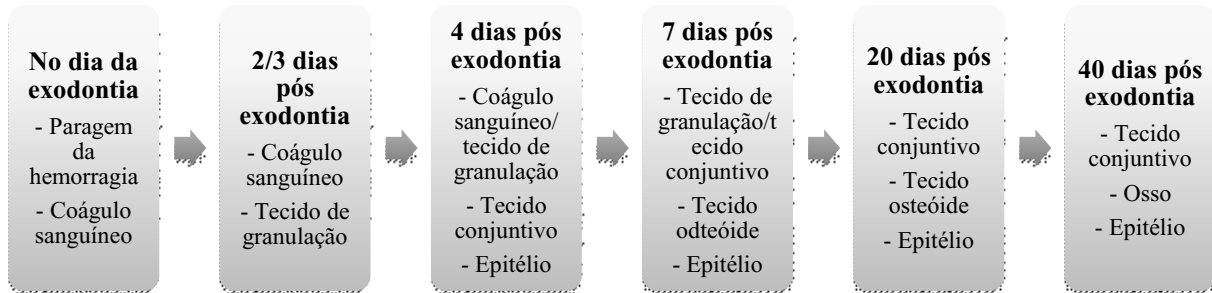 No dia da
exodontia
- Paragem
da
hemorragia
- Coágulo
sanguíneo
2/3 dias
pós
exodontia
- Coágulo
sanguíneo
- Tecido de
granulação
4 dias pós
exodontia
- Coágulo
sanguíneo/
tecido de
granulação
- Tecido
conjuntivo
- Epitélio
7 dias pós
exodontia
- Tecido de
granulação/t
ecido
conjuntivo
- Tecido
odteóide
- Epitélio
20 dias pós
exodontia
- Tecido
conjuntivo
- Tecido
osteóide
- Epitélio
40 dias pós
exodontia
- Tecido
conjuntivo
- Osso
- Epitélio